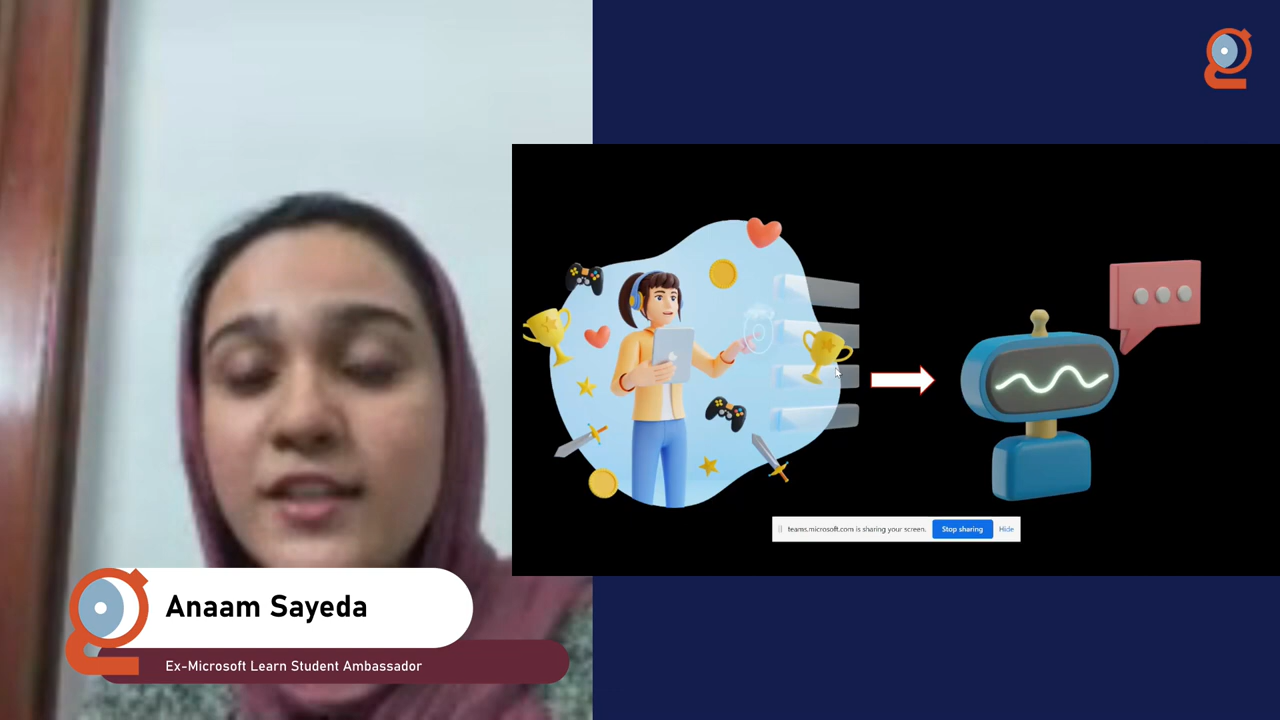 teams.microsoft.com is sharing your screen. Stop sharing Hide
Anaam Sayeda
Ex-Microsoft Learn Student Ambassador